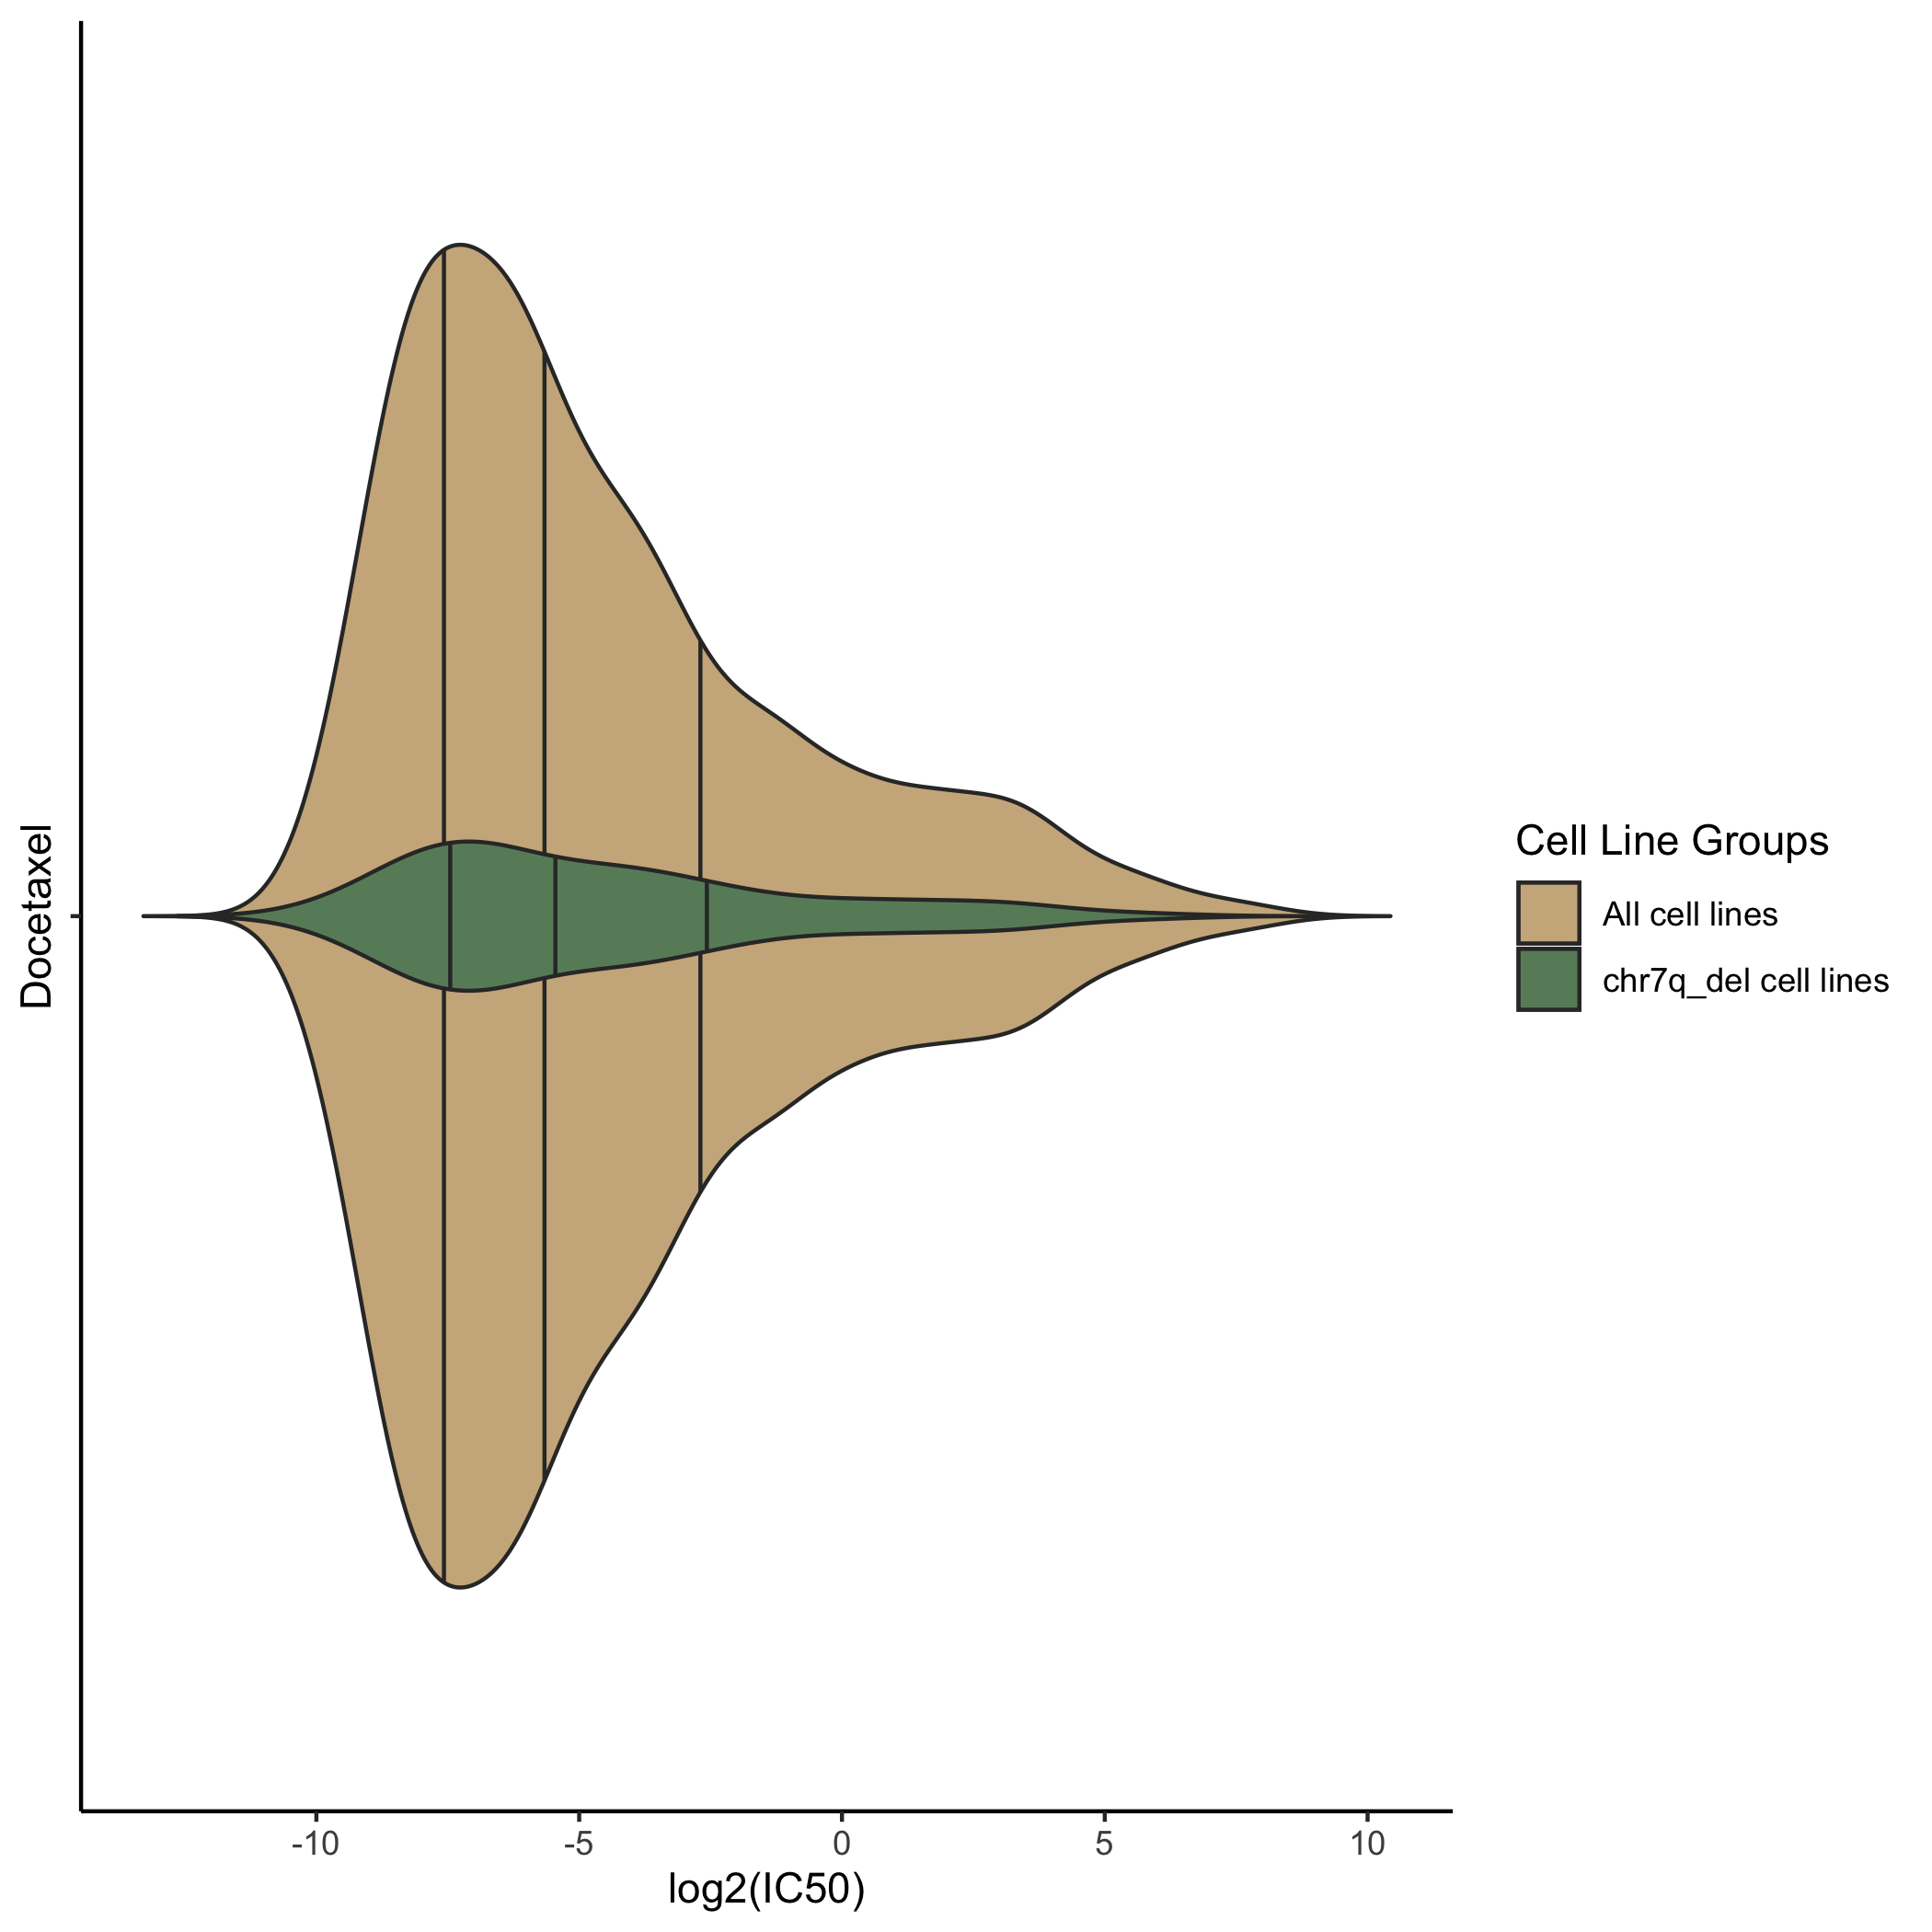 Docetaxel
-10
-5
0
5
10
log2(IC50)
Cell Line Groups
All cell lines
chr7q_del cell lines